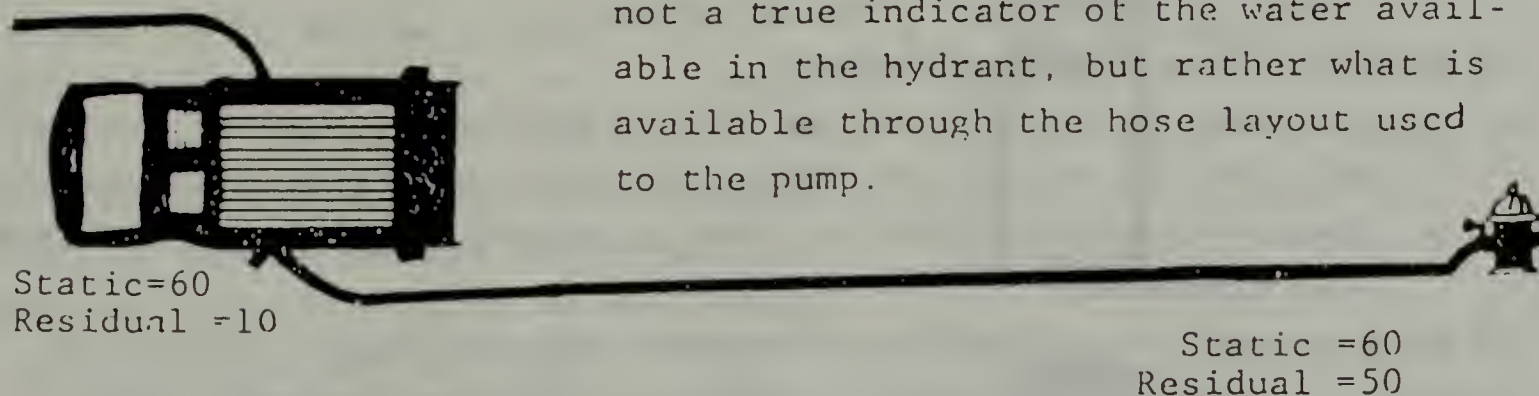 not a true indicator of the water avail-
able in the hydrant, but rather what is
available through the hose layout used
to the pump.
Static=60
Residual =10
Static =60
Residual =50